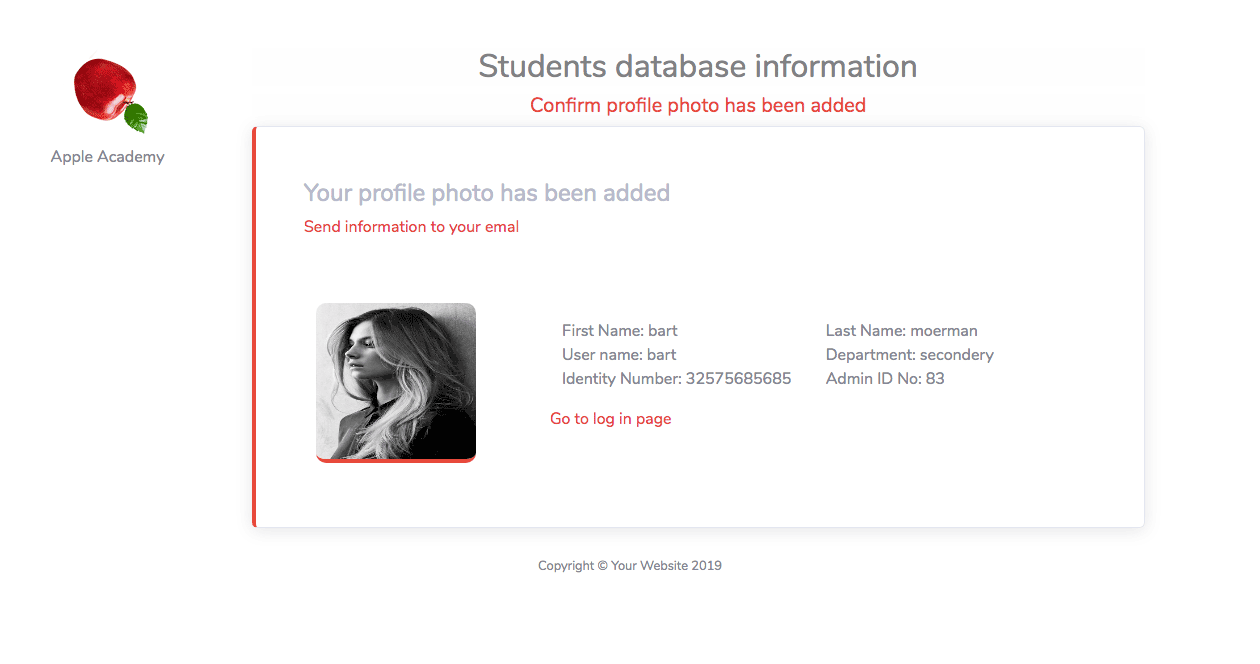 Students database information
Confirm profile photo has been added
Apple Academy
Your profile photo has been added
Send information to your emal
First Name: bart
Last Name: moerman
User name: bart
Department: secondery
Identity Number: 32575685685
Admin ID No: 83
Go to log in page
Copyright © Your Website 2019